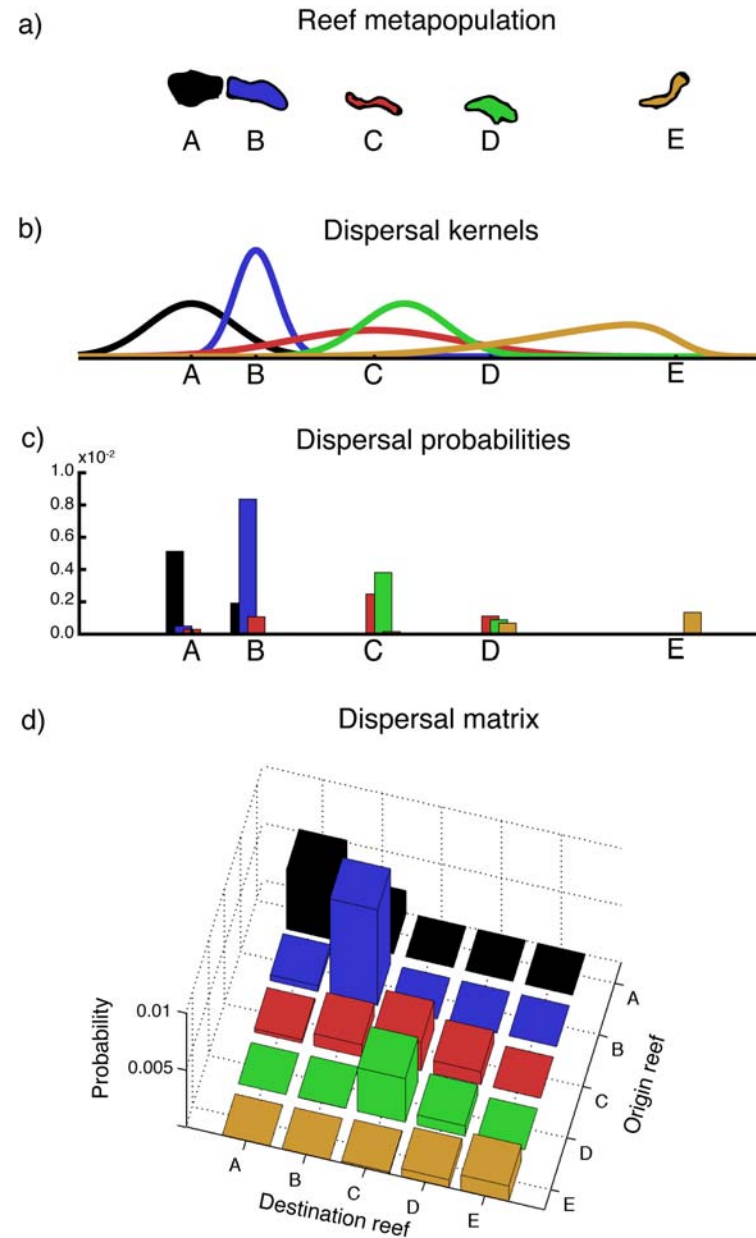 a) Reef metapopulation
A B C D E
b) Dispersal kernels
A B C D E
c) Dispersal probabilities
x10-2
1.0
0.8
0.6
0.4
0.2
0.0
A B C D E
d) Dispersal matrix
Probability
0.01
0.005
A
B
C
D
E
Destination reef
A
B
C
D
E
Origin reef